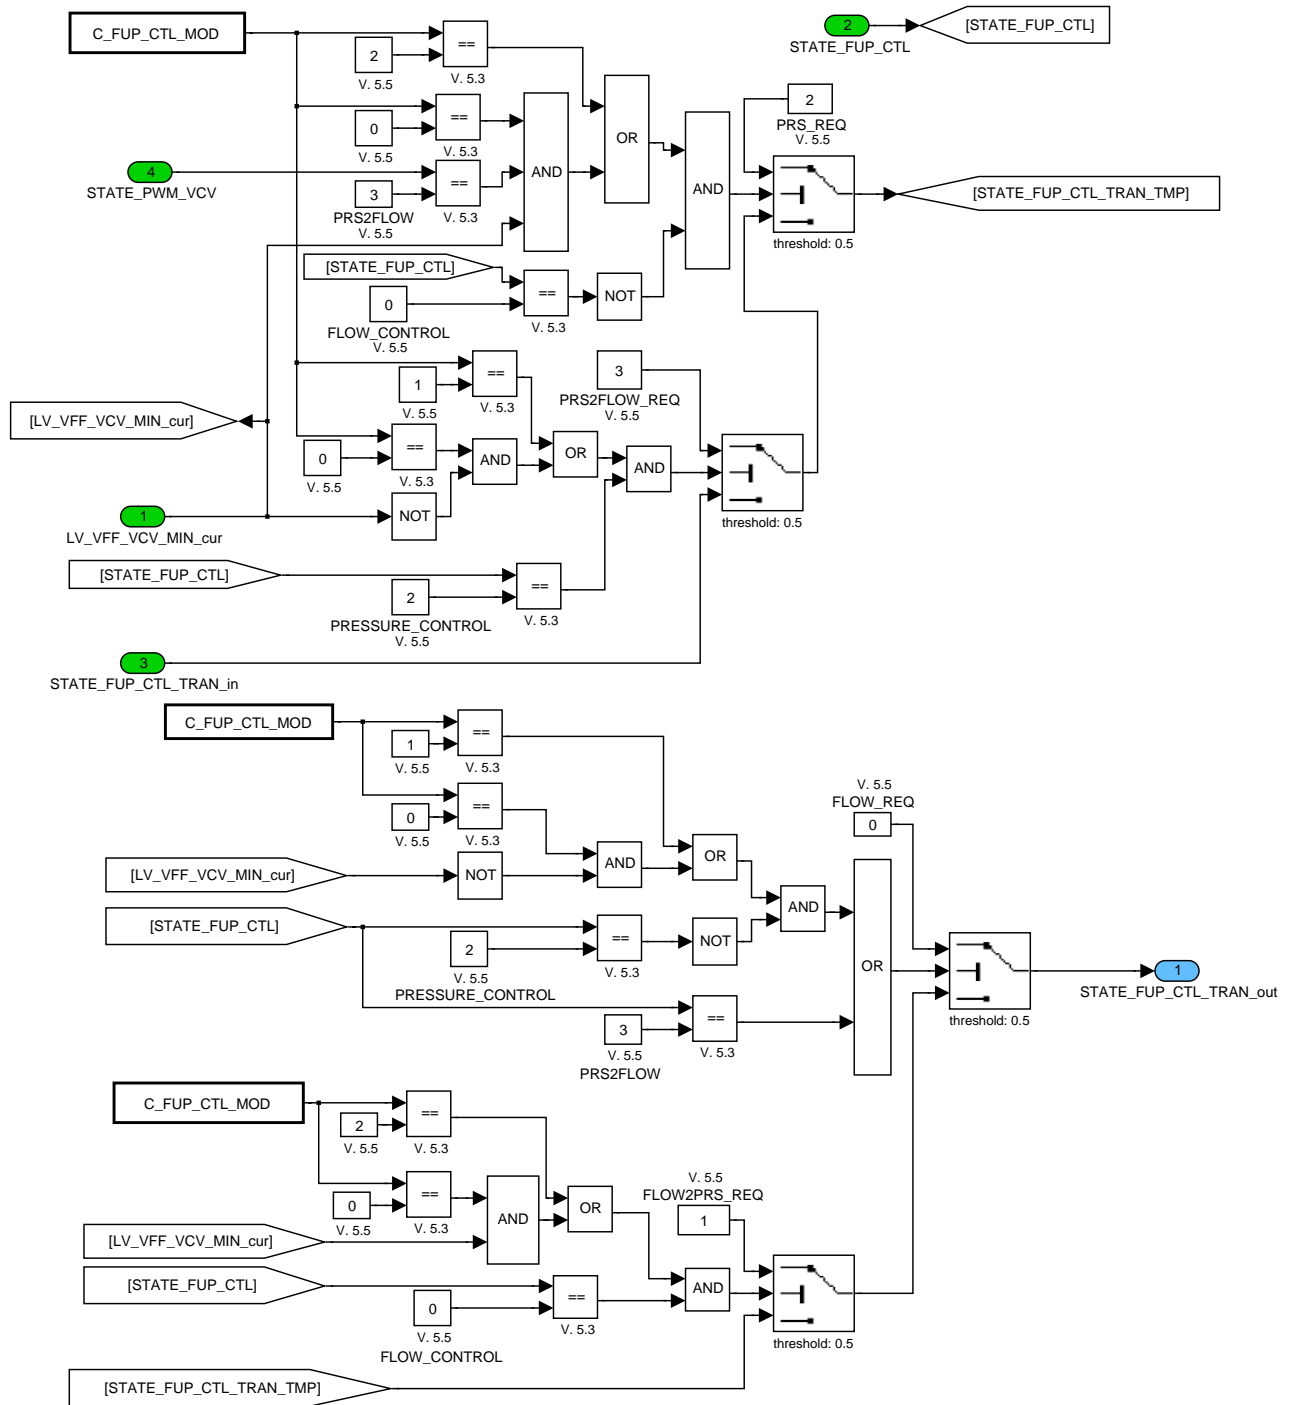 C_FUP_CTL_MOD
2
V. 5.5
==
V. 5.3
2
STATE_FUP_CTL
[STATE_FUP_CTL]
0
V. 5.5
==
V. 5.3
AND
OR
AND
2
PRS_REQ
V. 5.5
4
STATE_PWM_VCV
3
PRS2FLOW
V. 5.5
==
V. 5.3
threshold: 0.5
[STATE_FUP_CTL_TRAN_TMP]
[STATE_FUP_CTL]
0
FLOW_CONTROL
V. 5.5
==
V. 5.3
NOT
1
V. 5.5
==
V. 5.3
3
PRS2FLOW_REQ
V. 5.5
[LV_VFF_VCV_MIN_cur]
0
V. 5.5
==
V. 5.3
AND
OR
AND
threshold: 0.5
1
LV_VFF_VCV_MIN_cur
NOT
[STATE_FUP_CTL]
2
PRESSURE_CONTROL
V. 5.5
==
V. 5.3
3
STATE_FUP_CTL_TRAN_in
C_FUP_CTL_MOD
1
V. 5.5
==
V. 5.3
0
V. 5.5
==
V. 5.3
V. 5.5
FLOW_REQ
0
[LV_VFF_VCV_MIN_cur]
NOT
AND
OR
AND
[STATE_FUP_CTL]
2
V. 5.5
PRESSURE_CONTROL
==
V. 5.3
NOT
OR
threshold: 0.5
1
STATE_FUP_CTL_TRAN_out
3
V. 5.5
PRS2FLOW
==
V. 5.3
C_FUP_CTL_MOD
2
V. 5.5
==
V. 5.3
0
V. 5.5
==
V. 5.3
AND
OR
V. 5.5
FLOW2PRS_REQ
1
[LV_VFF_VCV_MIN_cur]
[STATE_FUP_CTL]
0
V. 5.5
FLOW_CONTROL
==
V. 5.3
AND
threshold: 0.5
[STATE_FUP_CTL_TRAN_TMP]